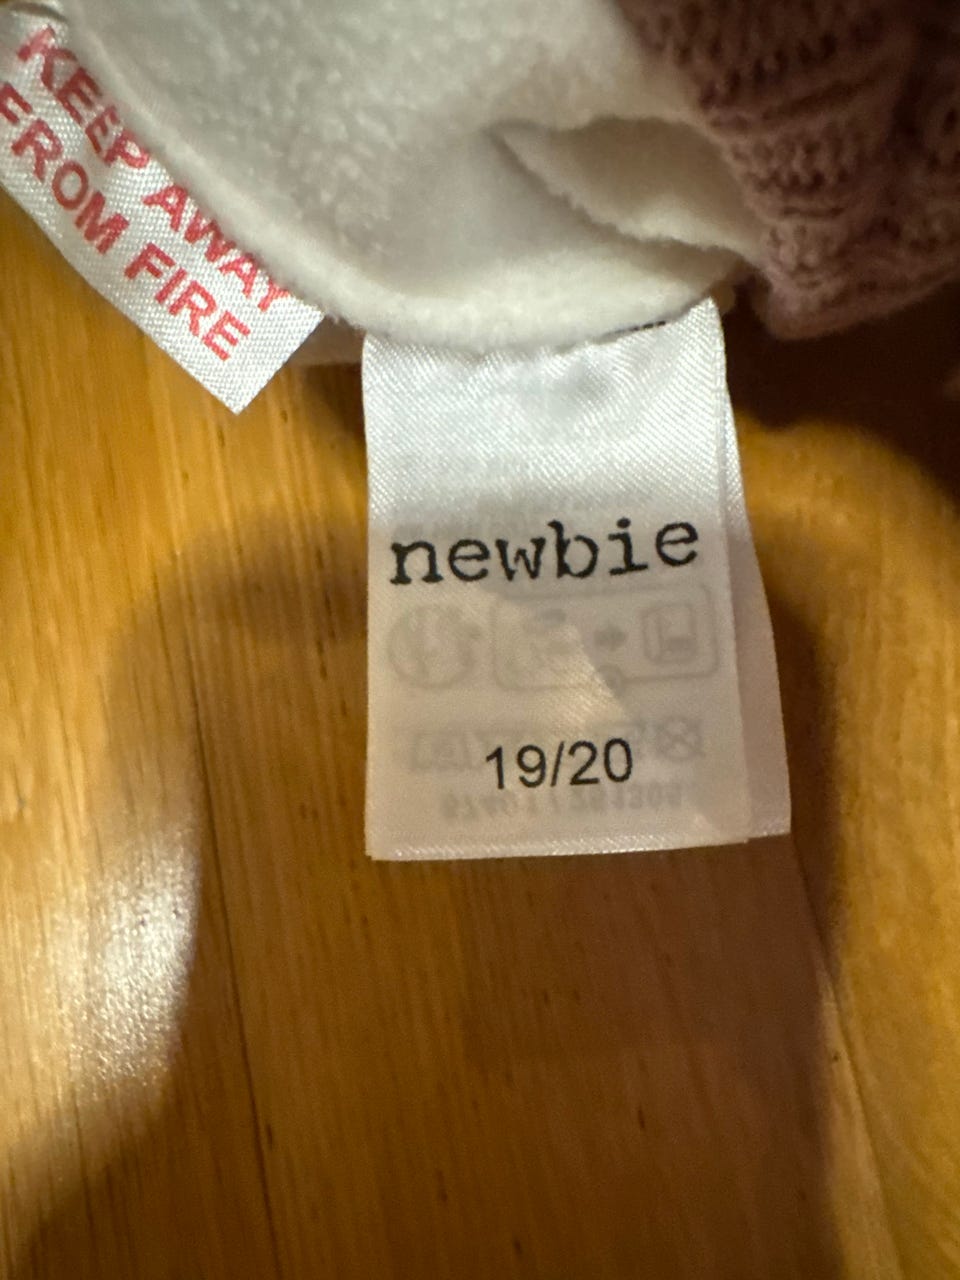 KEEP AWAY
FROM FIRE
newbie
19/20